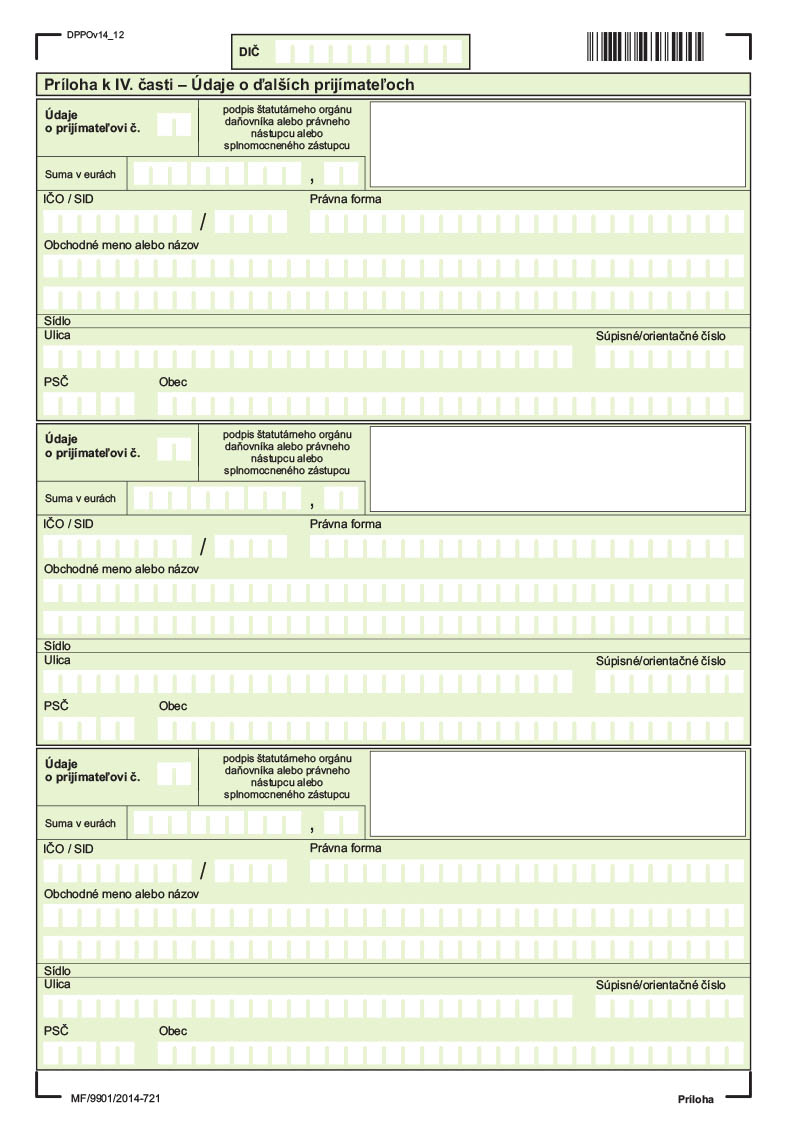 DPPOv14_12
DIČ
Príloha k IV. časti – Údaje o ďalších prijímateľoch
Údaje
o prijímateľovi č.
podpis štatutárneho orgánu
daňovníka alebo právneho
nástupcu alebo
splnomocneného zástupcu
Suma v eurách
,
IČO / SID
Právna forma
/
Obchodné meno alebo názov
Sídlo
Ulica
Súpisné/orientačné číslo
PSČ
Obec
Údaje
o prijímateľovi č.
podpis štatutárneho orgánu
daňovníka alebo právneho
nástupcu alebo
splnomocneného zástupcu
Suma v eurách
,
IČO / SID
Právna forma
/
Obchodné meno alebo názov
Sídlo
Ulica
Súpisné/orientačné číslo
PSČ
Obec
Údaje
o prijímateľovi č.
podpis štatutárneho orgánu
daňovníka alebo právneho
nástupcu alebo
splnomocneného zástupcu
Suma v eurách
,
IČO / SID
Právna forma
/
Obchodné meno alebo názov
Sídlo
Ulica
Súpisné/orientačné číslo
PSČ
Obec
MF/9901/2014-721
Príloha